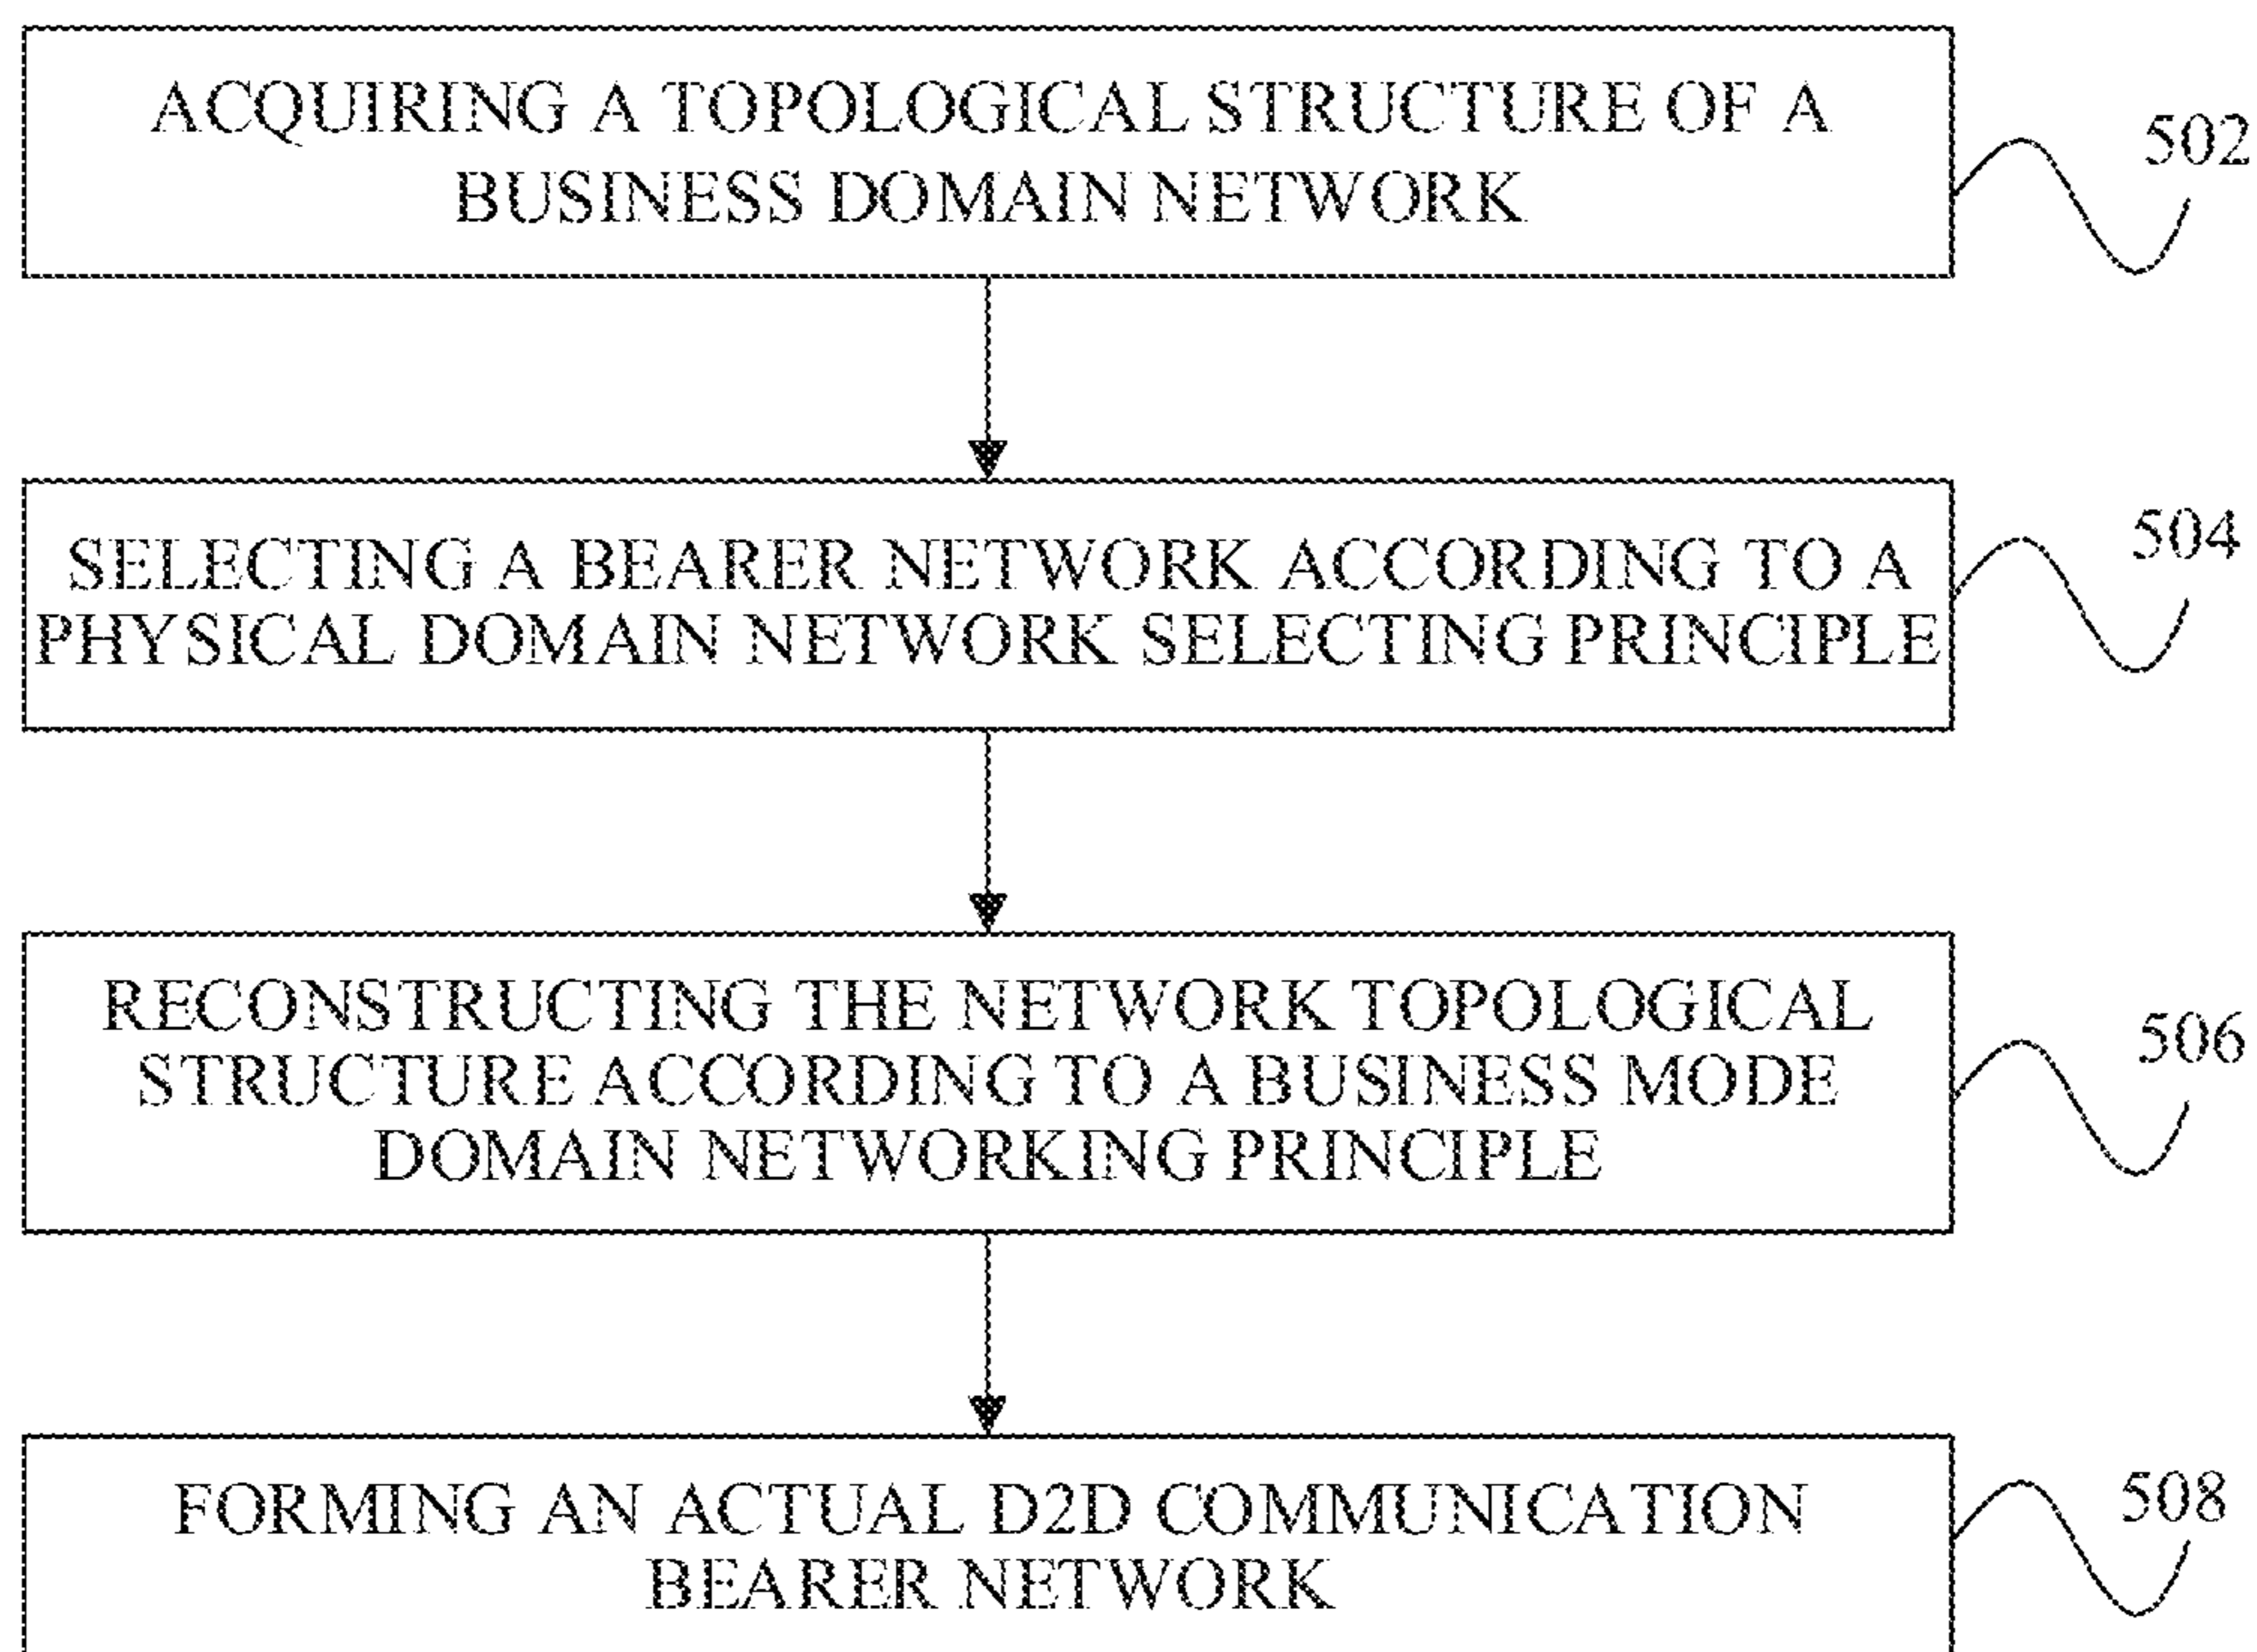 ACQUIRING A TOPOLOGICAL STRUCTURE OF A
BUSINESS DOMAIN NETWORK
502
SELECTING A BEARER NETWORK ACCORDING TO A
PHYSICAL DOMAIN NETWORK SELECTING PRINCIPLE
504
RECONSTRUCTING THE NETWORK TOPOLOGICAL
STRUCTURE ACCORDING TO A BUSINESS MODE
DOMAIN NETWORKING PRINCIPLE
506
FORMING AN ACTUAL D2D COMMUNICATION
BEARER NETWORK
508